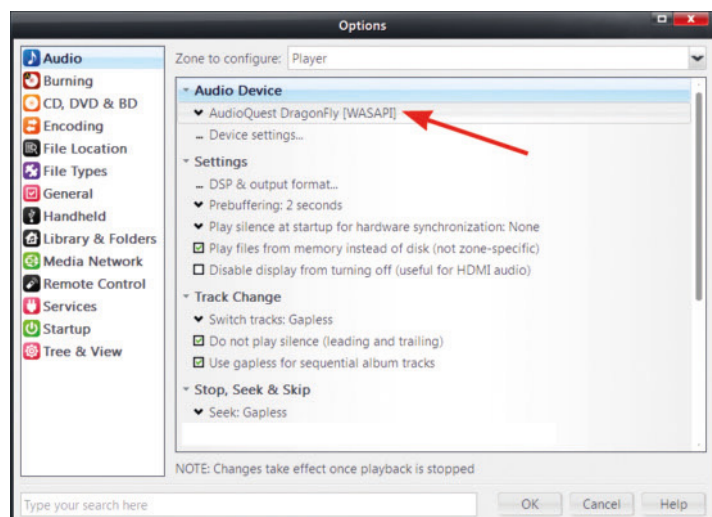 Options
Audio
Burning
CD, DVD & BD
Encoding
File Location
File Types
General
Handheld
Library & Folders
Media Network
Remote Control
Services
Startup
Tree & View
Zone to configure: Player
Audio Device
AudioQuest DragonFly [WASAPI]
... Device settings...
Settings
... DSP & output format...
Prebuffering: 2 seconds
Play silence at startup for hardware synchronization: None
Play files from memory instead of disk (not zone-specific)
Disable display from turning off (useful for HDMI audio)
Track Change
Switch tracks: Gapless
Do not play silence (leading and trailing)
Use gapless for sequential album tracks
Stop, Seek & Skip
Seek: Gapless
NOTE: Changes take effect once playback is stopped
Type your search here
OK Cancel Help